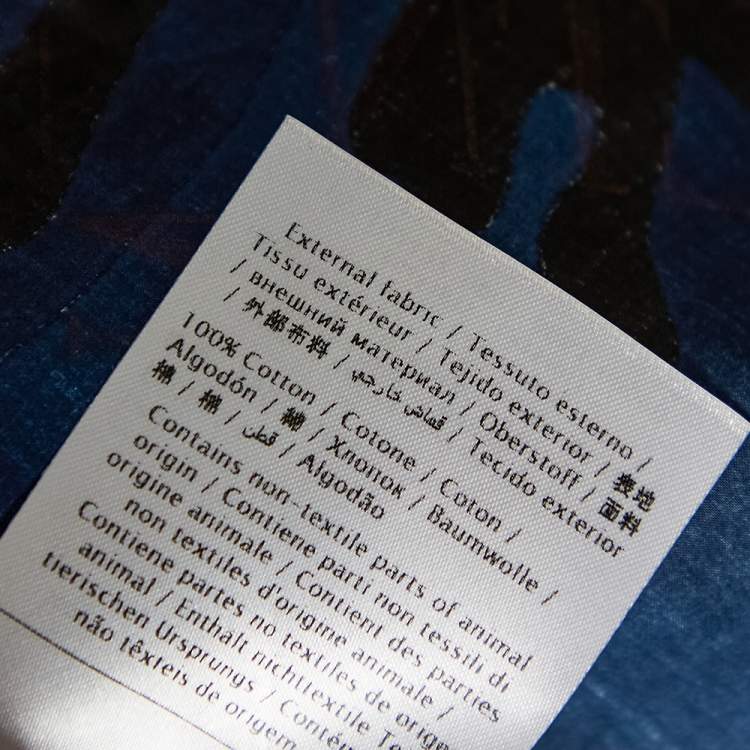 External fabric / Tessuto esterno /
Tissu extérieur / Tejido exterior / 表地
/ внешний материал / Oberstoff / 面料
/ 外部布料 / قماش خارجي / Tecido exterior
100% Cotton / Cotone / Coton /
Algodón / 綿 / Хлопок / Baumwolle /
棉 / 棉 / قطن / Algodão
Contains non-textile parts of animal
origin / Contiene parti non tessili di
origine animale / Contient des parties
non textiles d'origine animale /
Contiene partes no textiles de orige
animal / Enthält nichttextile Te
tierischen Ursprungs / Conté
não têxteis de origem